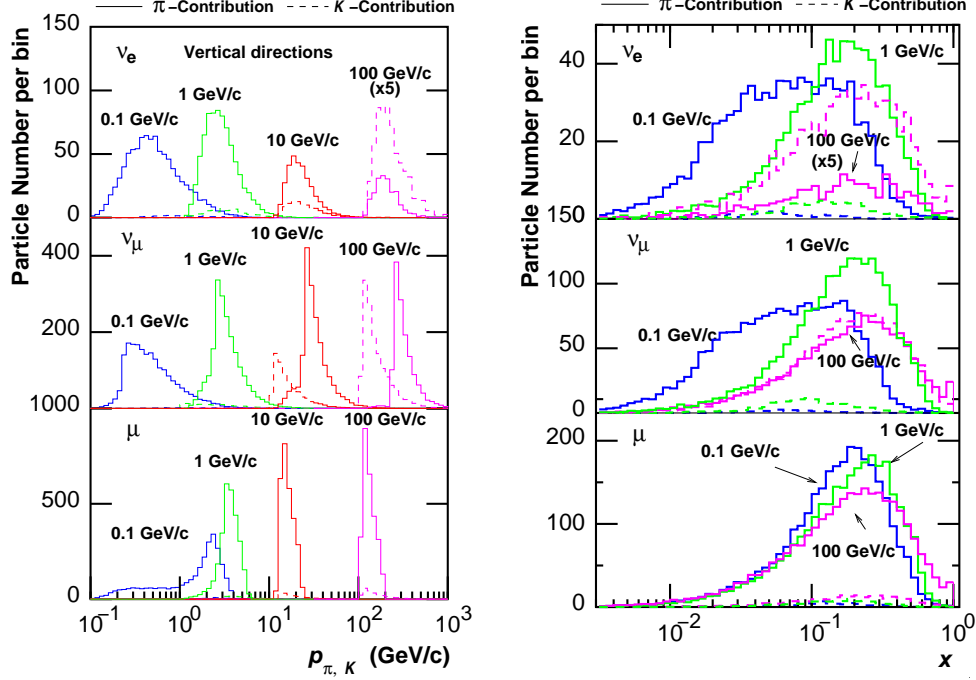 π−Contribution K −Contribution
Particle Number per bin
150
100
50
0
νe
Vertical directions
0.1 GeV/c
1 GeV/c
10 GeV/c
100 GeV/c
(x5)
400
200
1000
νμ
0.1 GeV/c
1 GeV/c
10 GeV/c
100 GeV/c
500
0
μ
0.1 GeV/c
1 GeV/c
10 GeV/c
100 GeV/c
10−1 100 101 102 103
pπ, K (GeV/c)
π−Contribution K −Contribution
Particle Number per bin
40
20
150
νe
0.1 GeV/c
1 GeV/c
100 GeV/c
(x5)
100
50
0
νμ
0.1 GeV/c
1 GeV/c
100 GeV/c
200
100
0
μ
0.1 GeV/c
1 GeV/c
100 GeV/c
10−2 10−1 100
x